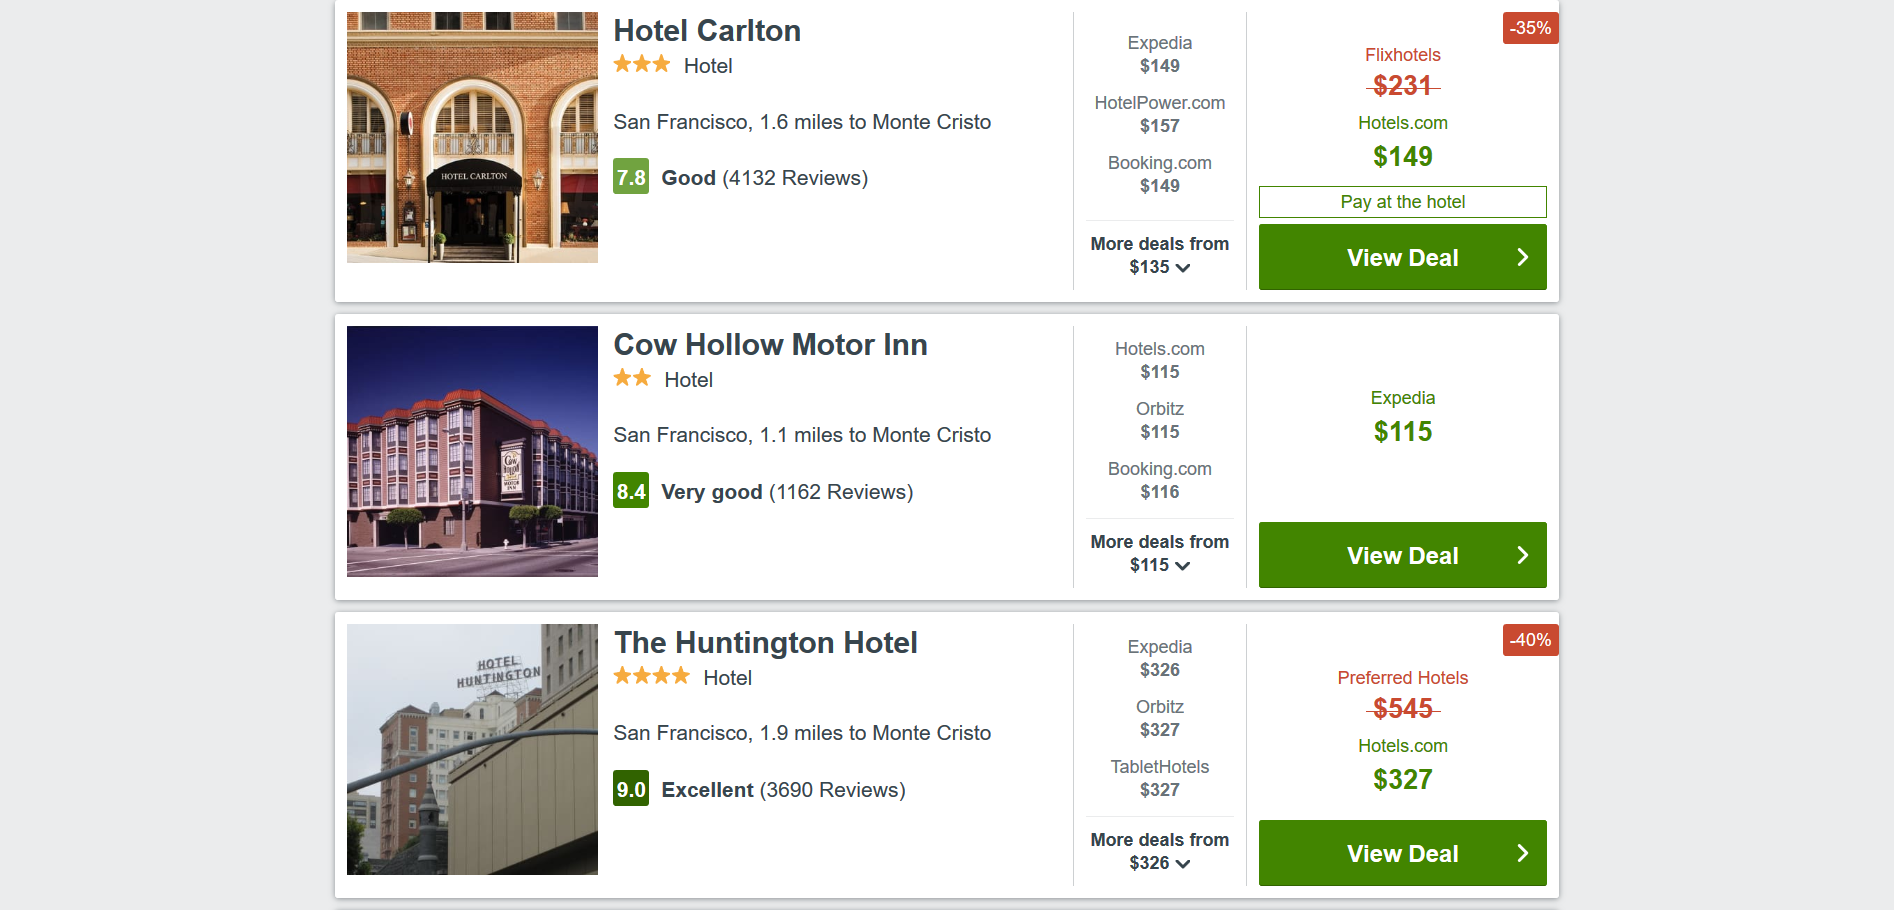 Hotel Carlton
Hotel
San Francisco, 1.6 miles to Monte Cristo
7.8 Good (4132 Reviews)
HOTEL CARLTON
Expedia
$149
HotelPower.com
$157
Booking.com
$149
More deals from
$135
-35%
Flixhotels
$231
Hotels.com
$149
Pay at the hotel
View Deal
Cow Hollow Motor Inn
Hotel
San Francisco, 1.1 miles to Monte Cristo
8.4 Very good (1162 Reviews)
Cow
Hollow
MOTOR
INN
Hotels.com
$115
Orbitz
$115
Booking.com
$116
More deals from
$115
Expedia
$115
View Deal
The Huntington Hotel
Hotel
San Francisco, 1.9 miles to Monte Cristo
9.0 Excellent (3690 Reviews)
HOTEL
HUNTINGTON
Expedia
$326
Orbitz
$327
TabletHotels
$327
More deals from
$326
-40%
Preferred Hotels
$545
Hotels.com
$327
View Deal